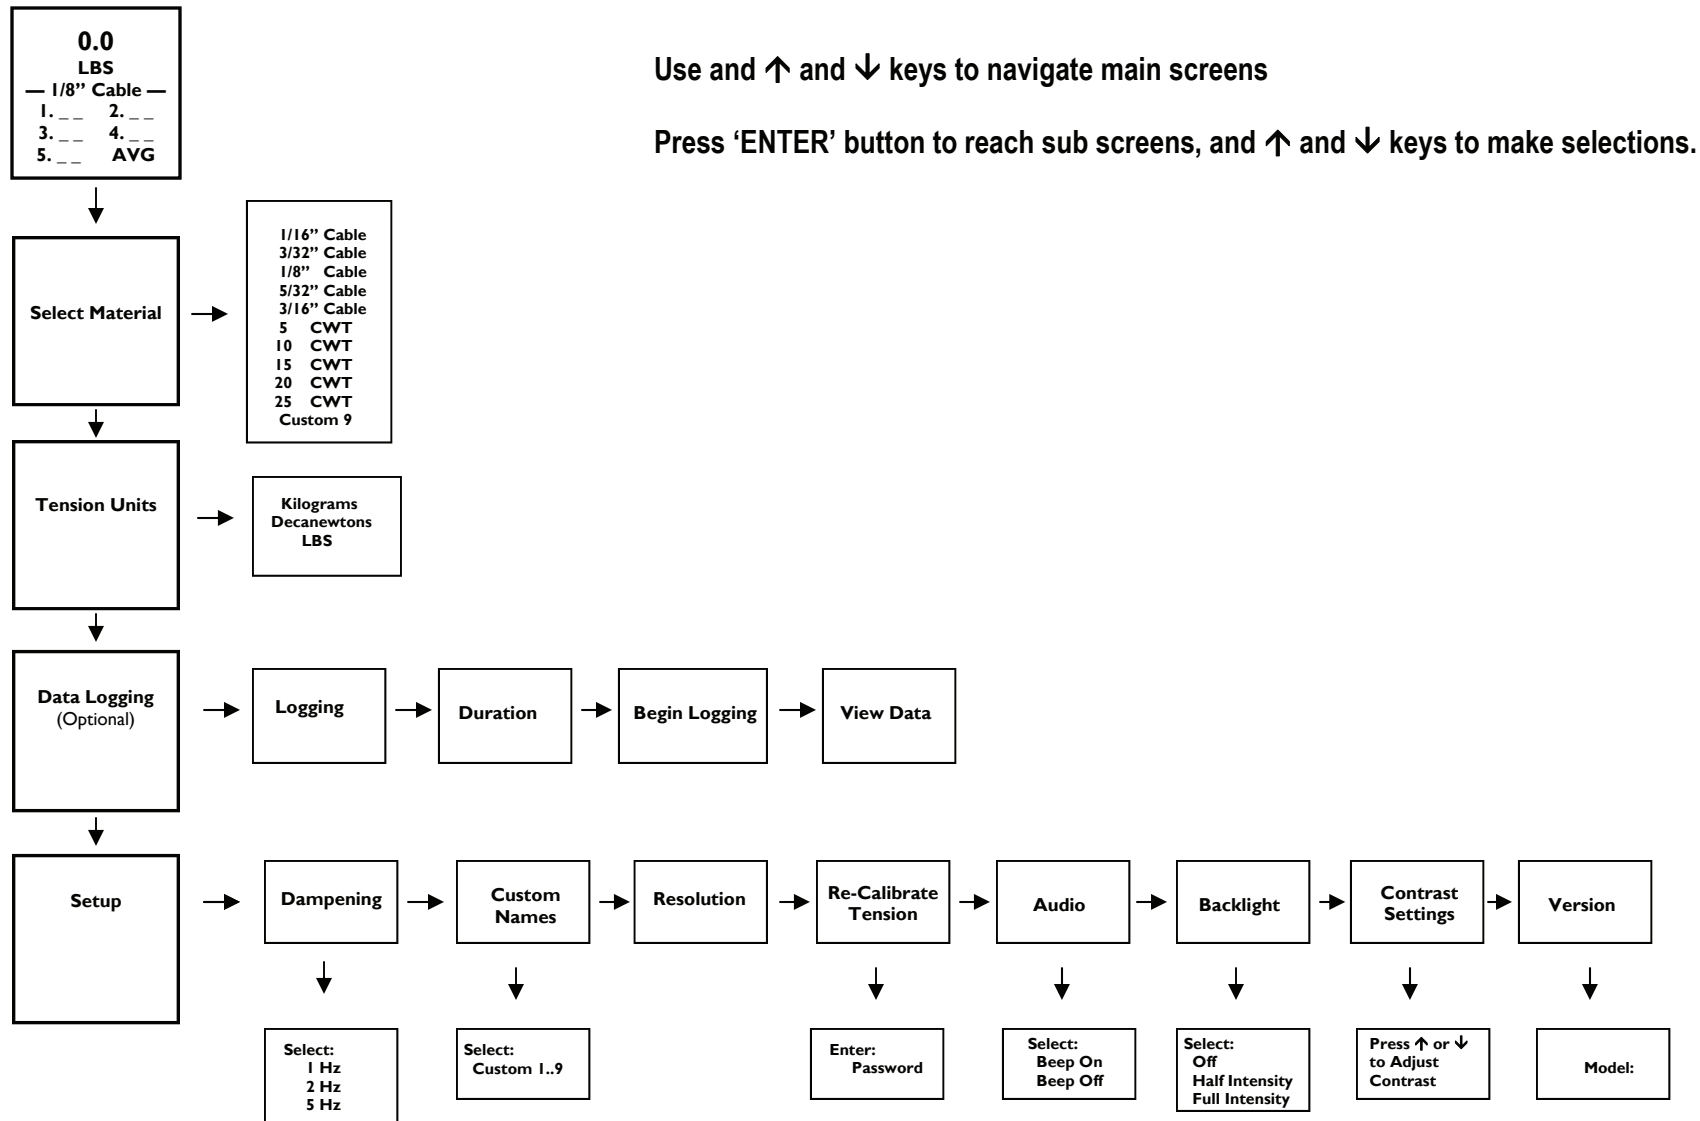 0.0
LBS
— 1/8” Cable —
1. _ _ 2. _ _
3. _ _ 4. _ _
5. _ _ AVG
Use and ↑ and ↓ keys to navigate main screens
Press ‘ENTER’ button to reach sub screens, and ↑ and ↓ keys to make selections.
Select Material
1/16” Cable
3/32” Cable
1/8” Cable
5/32” Cable
3/16” Cable
5 CWT
10 CWT
15 CWT
20 CWT
25 CWT
Custom 9
Tension Units
Kilograms
Decanewtons
LBS
Data Logging
(Optional)
Logging
Duration
Begin Logging
View Data
Setup
Dampening
Custom
Names
Resolution
Re-Calibrate
Tension
Audio
Backlight
Contrast
Settings
Version
Select:
1 Hz
2 Hz
5 Hz
Select:
Custom 1..9
Enter:
Password
Select:
Beep On
Beep Off
Select:
Off
Half Intensity
Full Intensity
Press ↑ or ↓
to Adjust
Contrast
Model: